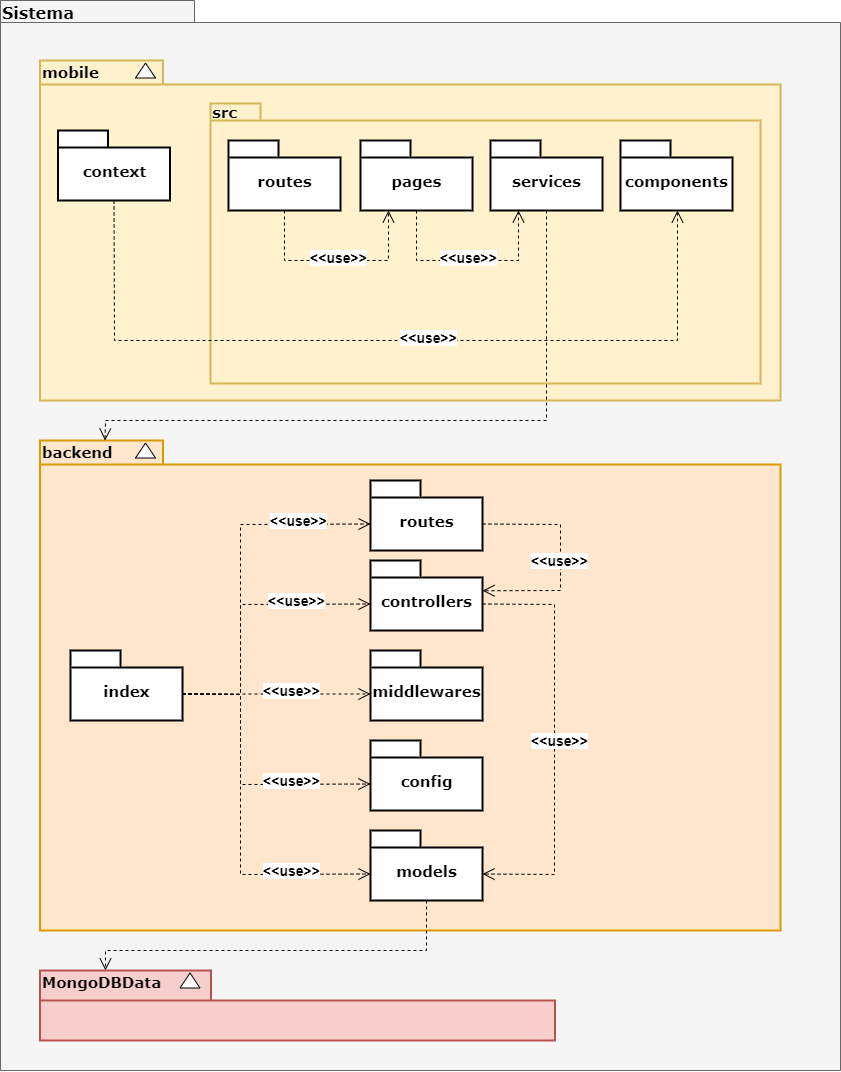 Sistema
mobile
src
context
routes
pages
services
components
<<use>>
<<use>>
<<use>>
backend
routes
<<use>>
<<use>>
controllers
<<use>>
index
<<use>>
middlewares
<<use>>
<<use>>
config
<<use>>
models
MongoDBData